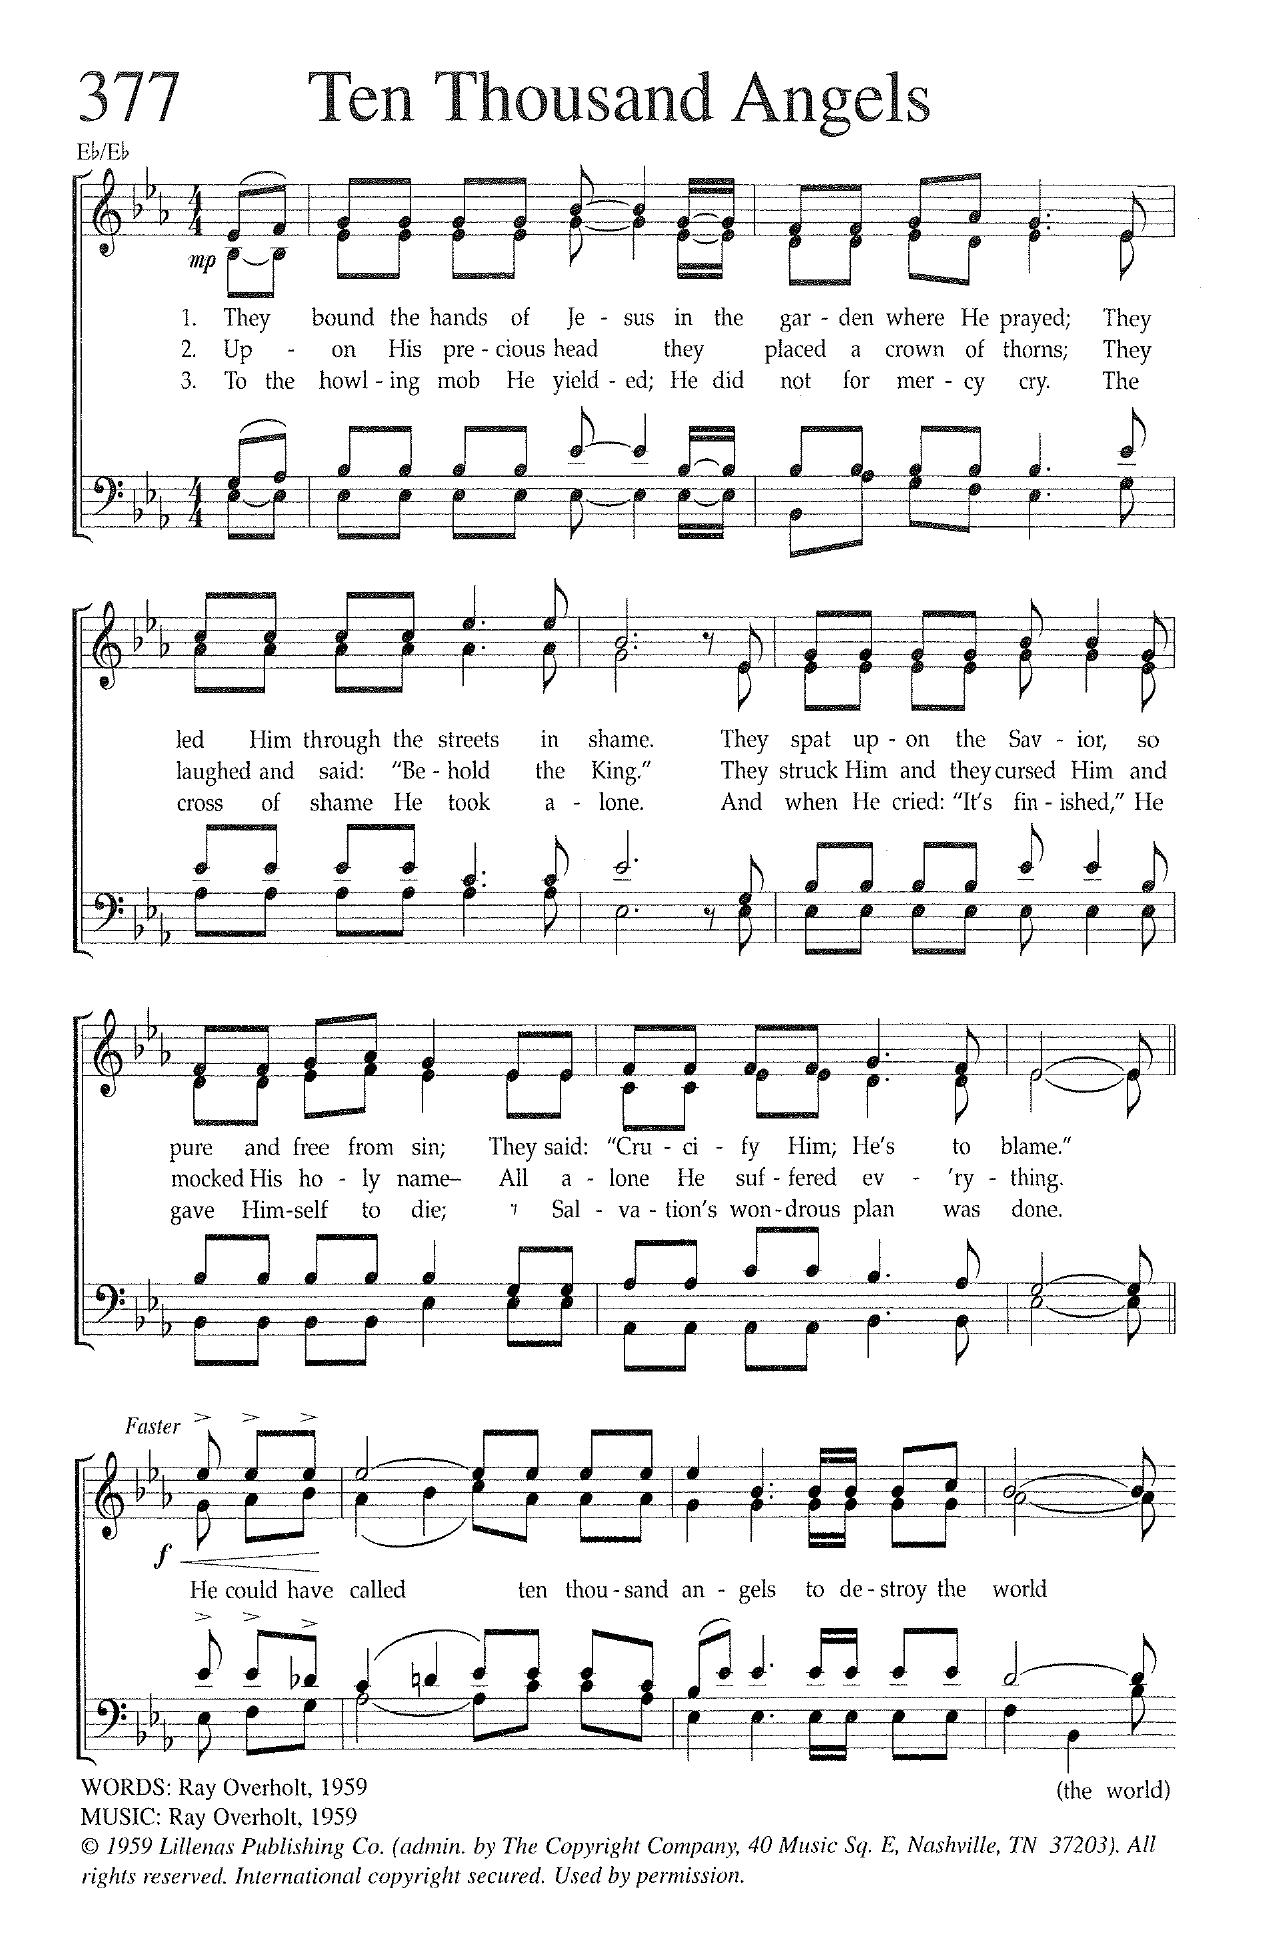 377 Ten Thousand Angels
E♭/E♭
mp
1. They bound the hands of Je - sus in the gar - den where He prayed; They
2. Up - on His pre - cious head they placed a crown of thorns; They
3. To the howl - ing mob He yield - ed; He did not for mer - cy cry. The
led Him through the streets in shame. They spat up - on the Sav - ior, so
laughed and said: “Be - hold the King.” They struck Him and they cursed Him and
cross of shame He took a - lone. And when He cried: “It’s fin - ished,” He
pure and free from sin; They said: “Cru - ci - fy Him; He’s to blame.”
mocked His ho - ly name– All a - lone He suf - fered ev - ’ry - thing.
gave Him-self to die; Sal - va - tion’s won - drous plan was done.
Faster
f
He could have called ten thou - sand an - gels to de - stroy the world
(the world)
WORDS: Ray Overholt, 1959
MUSIC: Ray Overholt, 1959
© 1959 Lillenas Publishing Co. (admin. by The Copyright Company, 40 Music Sq. E, Nashville, TN 37203). All
rights reserved. International copyright secured. Used by permission.